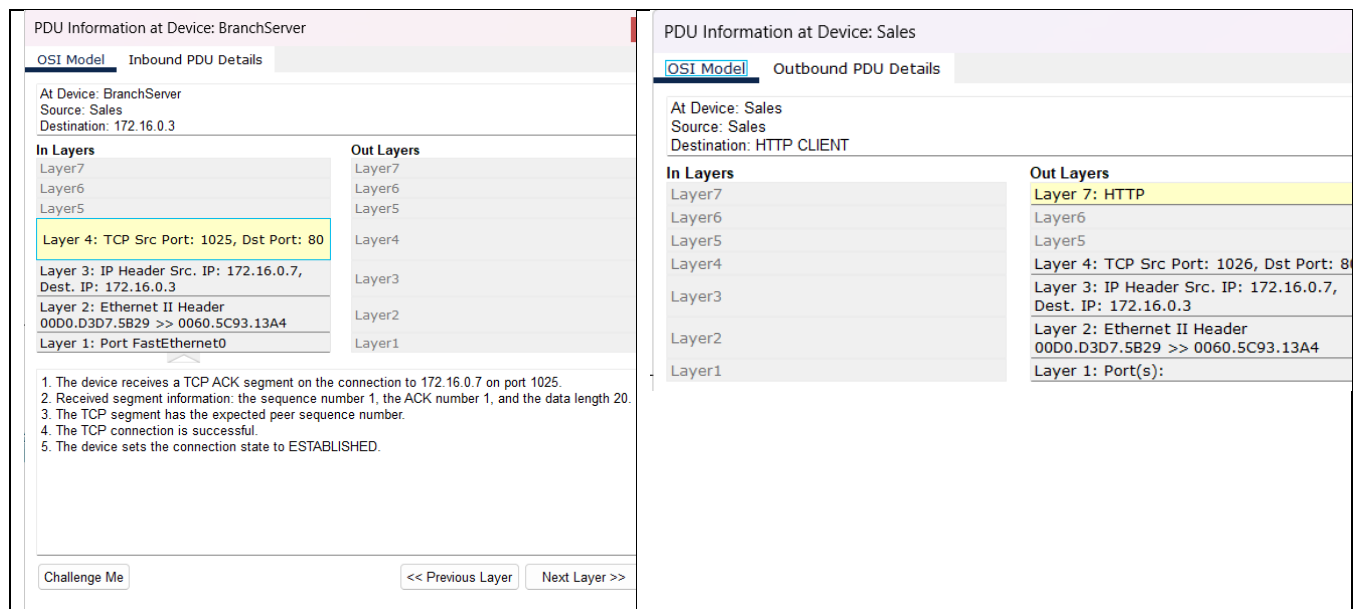 PDU Information at Device: BranchServer
OSI Model Inbound PDU Details
At Device: BranchServer
Source: Sales
Destination: 172.16.0.3
In Layers Out Layers
Layer7 Layer7
Layer6 Layer6
Layer5 Layer5
Layer 4: TCP Src Port: 1025, Dst Port: 80 Layer4
Layer 3: IP Header Src. IP: 172.16.0.7,
Dest. IP: 172.16.0.3 Layer3
Layer 2: Ethernet II Header
00D0.D3D7.5B29 >> 0060.5C93.13A4 Layer2
Layer 1: Port FastEthernet0 Layer1
1. The device receives a TCP ACK segment on the connection to 172.16.0.7 on port 1025.
2. Received segment information: the sequence number 1, the ACK number 1, and the data length 20.
3. The TCP segment has the expected peer sequence number.
4. The TCP connection is successful.
5. The device sets the connection state to ESTABLISHED.
Challenge Me << Previous Layer Next Layer >>
PDU Information at Device: Sales
OSI Model Outbound PDU Details
At Device: Sales
Source: Sales
Destination: HTTP CLIENT
In Layers Out Layers
Layer7 Layer 7: HTTP
Layer6 Layer6
Layer5 Layer5
Layer4 Layer 4: TCP Src Port: 1026, Dst Port: 80
Layer3 Layer 3: IP Header Src. IP: 172.16.0.7,
Dest. IP: 172.16.0.3
Layer2 Layer 2: Ethernet II Header
00D0.D3D7.5B29 >> 0060.5C93.13A4
Layer1 Layer 1: Port(s):